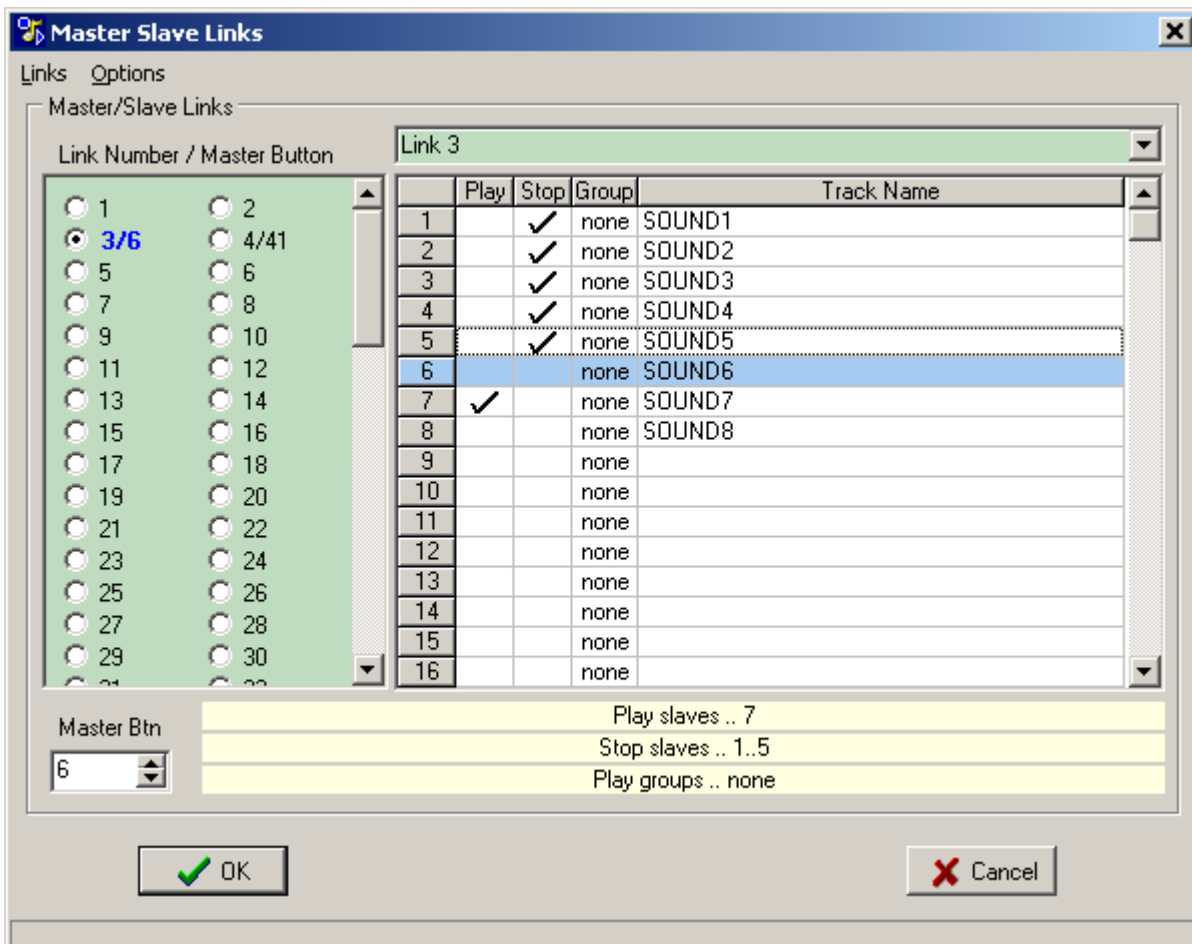 Master Slave Links
Links Options
Master/Slave Links
Link Number / Master Button
Link 3
1 2
3/6 4/41
5 6
7 8
9 10
11 12
13 14
15 16
17 18
19 20
21 22
23 24
25 26
27 28
29 30
Play Stop Group Track Name
1 none SOUND1
2 none SOUND2
3 none SOUND3
4 none SOUND4
5 none SOUND5
6 none SOUND6
7 none SOUND7
8 none SOUND8
9 none
10 none
11 none
12 none
13 none
14 none
15 none
16 none
Master Btn
6
Play slaves .. 7
Stop slaves .. 1..5
Play groups .. none
OK Cancel